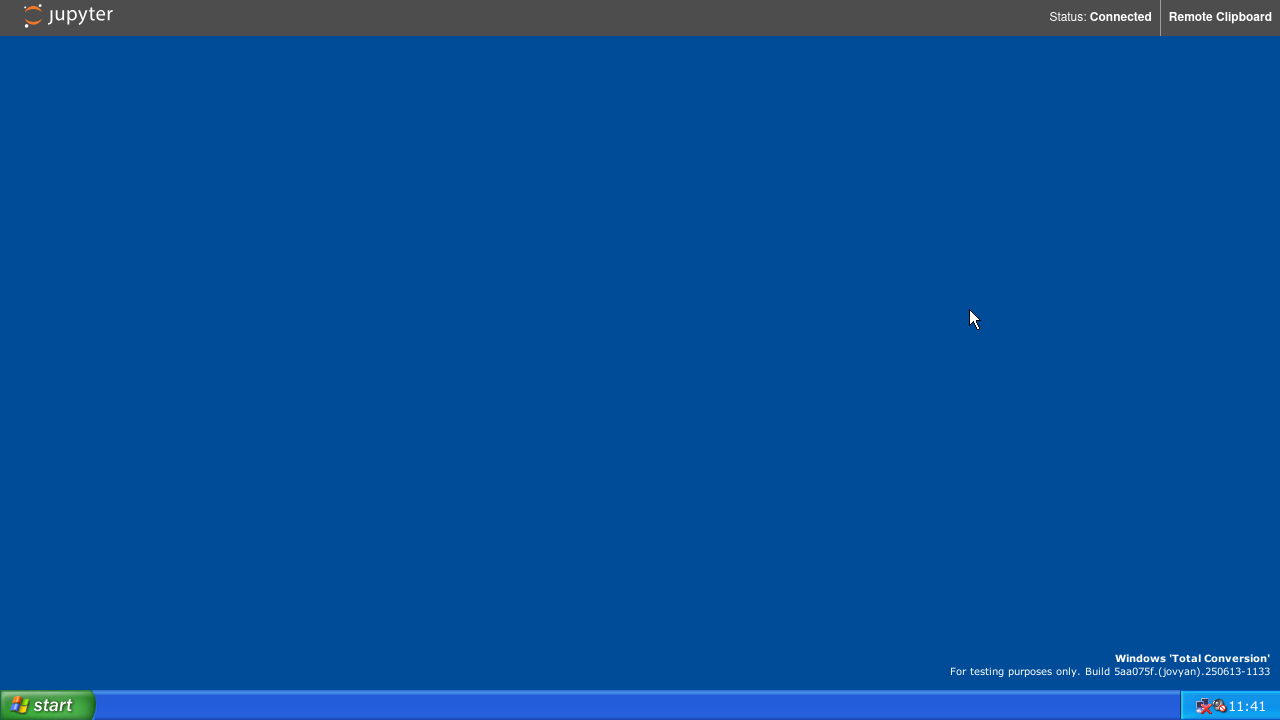 jupyter
Status: Connected
Remote Clipboard
Windows 'Total Conversion'
For testing purposes only. Build 5aa075f.(jovyan).250613-1133
start
11:41